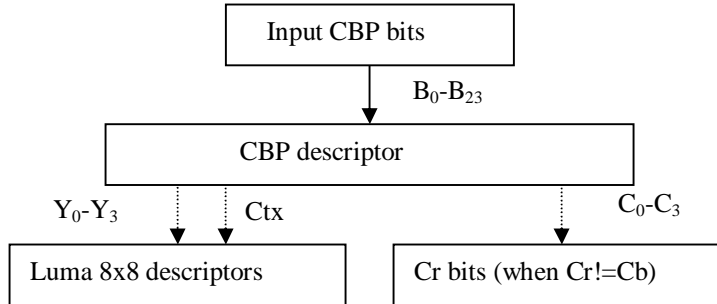 Input CBP bits
B₀-B₂₃
CBP descriptor
Y₀-Y₃
Ctx
C₀-C₃
Luma 8x8 descriptors
Cr bits (when Cr!=Cb)